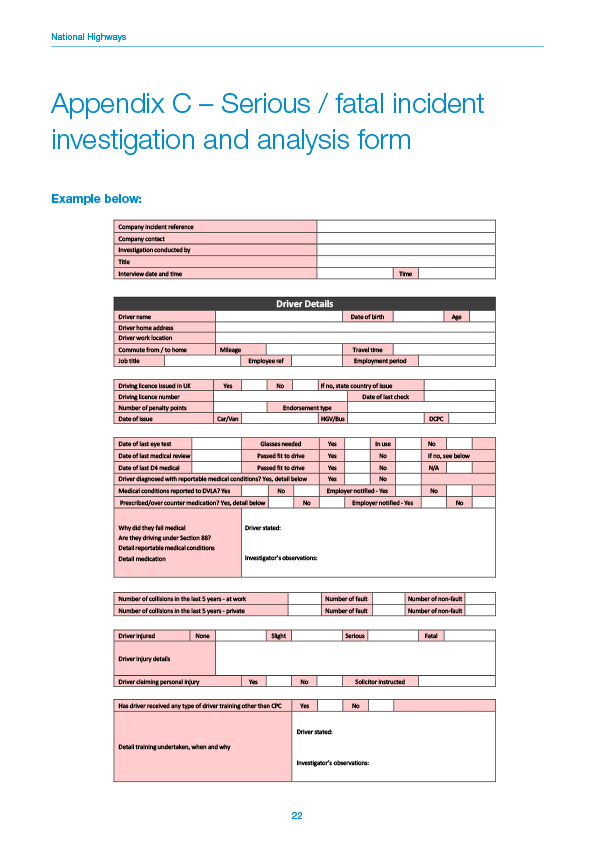 National Highways
Appendix C – Serious / fatal incident
investigation and analysis form
Example below:
Company incident reference
Company contact
Investigation conducted by
Title
Interview date and time Time
Driver Details
Driver name Date of birth Age
Driver home address
Driver work location
Commute from / to home Mileage Travel time
Job title Employee ref Employment period
Driving licence issued in UK Yes No If no, state country of issue
Driving licence number Date of last check
Number of penalty points Endorsement type
Date of issue Car/Van HGV/Bus DCPC
Date of last eye test Glasses needed Yes In use No
Date of last medical review Passed fit to drive Yes No If no, see below
Date of last D4 medical Passed fit to drive Yes No N/A
Driver diagnosed with reportable medical conditions? Yes, detail below Yes No
Medical conditions reported to DVLA? Yes No Employer notified - Yes No
Prescribed/over counter medication? Yes, detail below No Employer notified - Yes No
Why did they fail medical
Are they driving under Section 88?
Detail reportable medical conditions
Detail medication
Driver stated:
Investigator's observations:
Number of collisions in the last 5 years - at work Number of fault Number of non-fault
Number of collisions in the last 5 years - private Number of fault Number of non-fault
Driver injured None Slight Serious Fatal
Driver injury details
Driver claiming personal injury Yes No Solicitor instructed
Has driver received any type of driver training other than CPC Yes No
Detail training undertaken, when and why
Driver stated:
Investigator's observations:
22